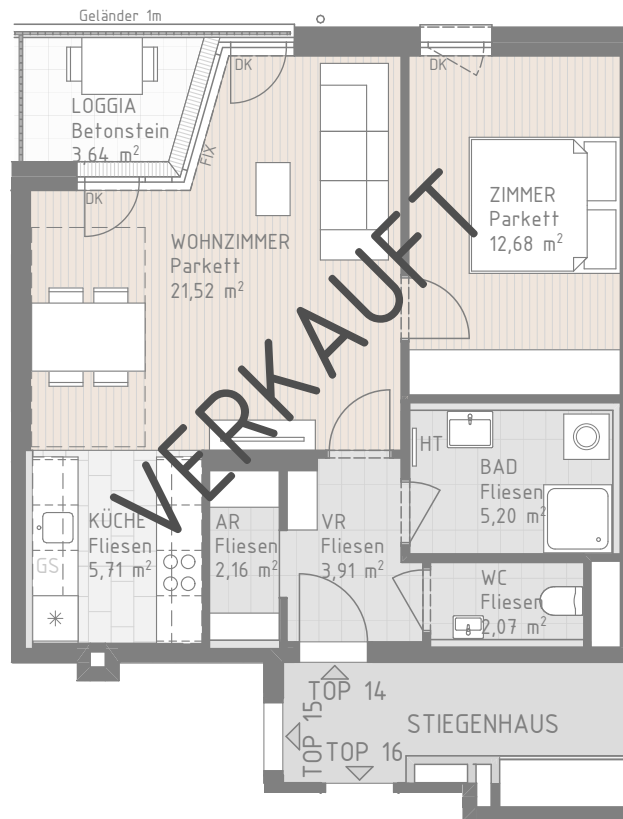 Geländer 1m
DK
DK
LOGGIA
Betonstein
3,64 m²
FIX
DK
ZIMMER
Parkett
12,68 m²
WOHNZIMMER
Parkett
21,52 m²
VERKAUFT
HT
BAD
Fliesen
5,20 m²
KÜCHE
Fliesen
5,71 m²
GS
AR
Fliesen
2,16 m²
VR
Fliesen
3,91 m²
WC
Fliesen
2,07 m²
TOP 14
TOP 15
TOP 16
STIEGENHAUS